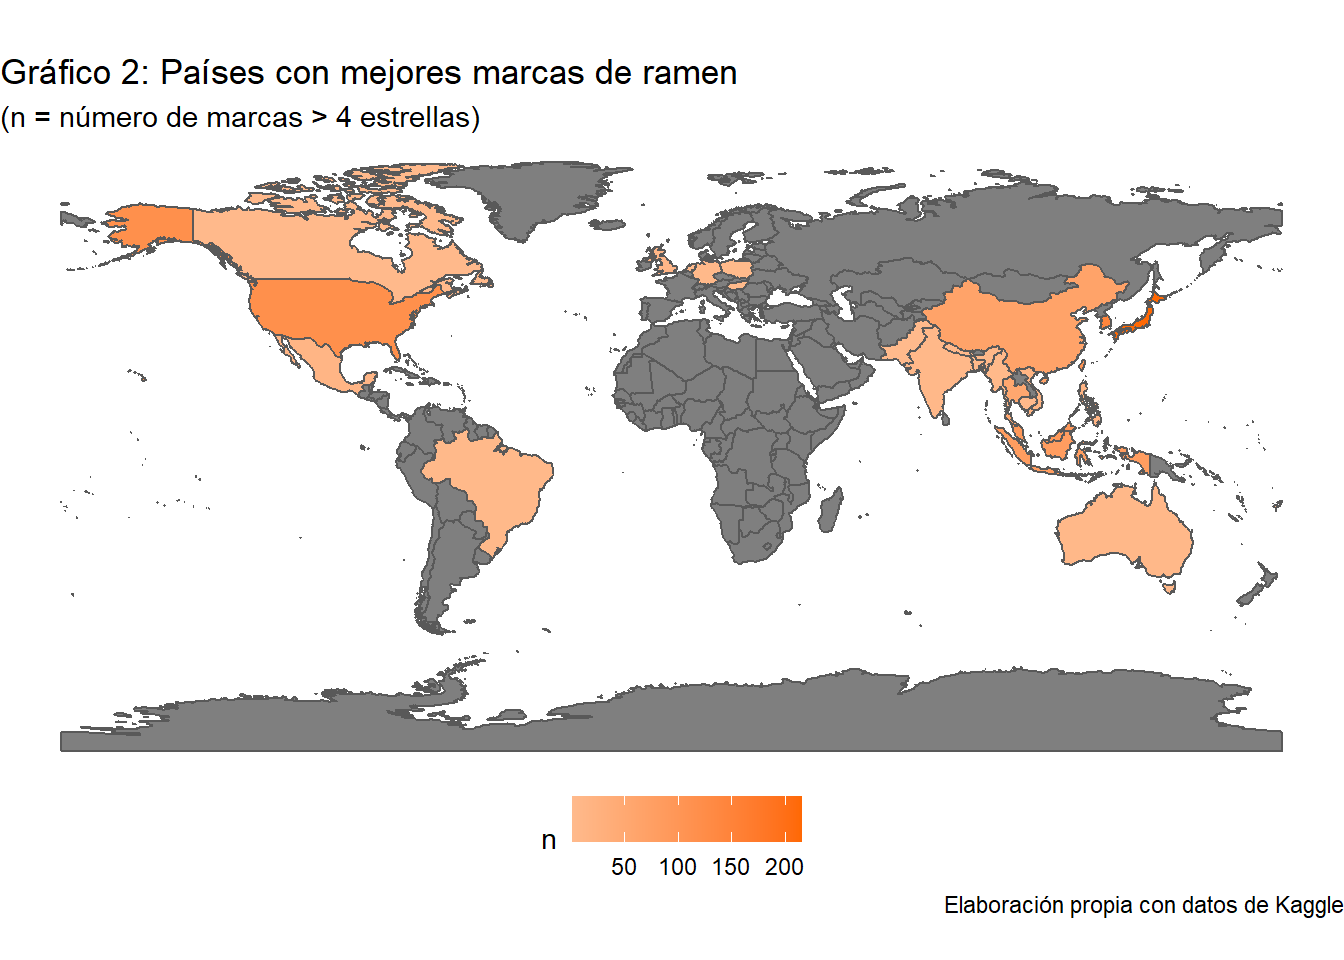 Gráfico 2: Países con mejores marcas de ramen
(n = número de marcas > 4 estrellas)
n
50 100 150 200
Elaboración propia con datos de Kaggle